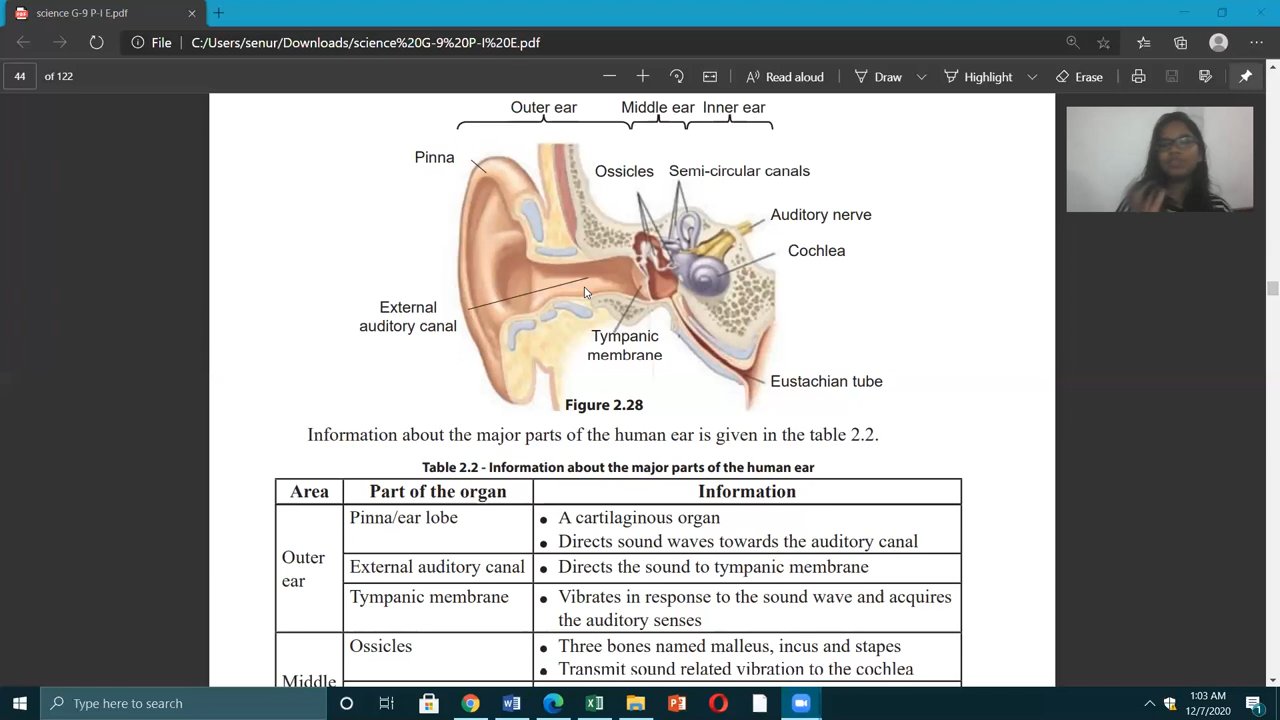 science G-9 P-I E.pdf
File
C:/Users/senur/Downloads/science%20G-9%20P-I%20E.pdf
44 of 122
Read aloud
Draw
Highlight
Erase
Outer ear Middle ear Inner ear
Pinna
Ossicles Semi-circular canals
Auditory nerve
Cochlea
External
auditory canal
Tympanic
membrane
Eustachian tube
Figure 2.28
Information about the major parts of the human ear is given in the table 2.2.
Table 2.2 - Information about the major parts of the human ear
Area Part of the organ Information
Outer
ear
Pinna/ear lobe
● A cartilaginous organ
● Directs sound waves towards the auditory canal
External auditory canal ● Directs the sound to tympanic membrane
Tympanic membrane ● Vibrates in response to the sound wave and acquires
the auditory senses
Middle
Ossicles
● Three bones named malleus, incus and stapes
● Transmit sound related vibration to the cochlea
Type here to search
1:03 AM
12/7/2020